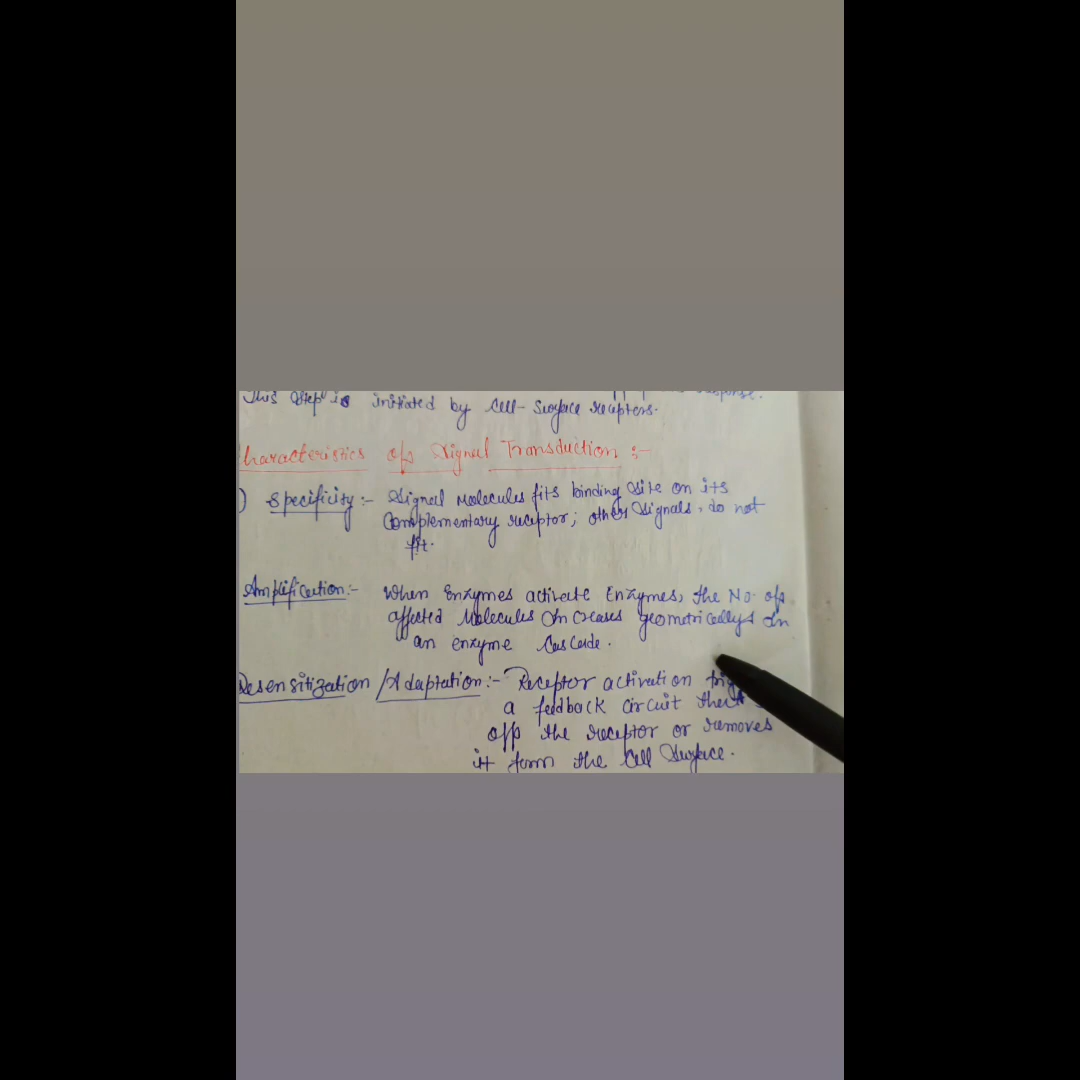 This step is initiated by Cell-Surface receptors.
Characteristics of Signal Transduction :-
) Specificity :- Signal Molecules fits binding site on its
Complementary receptor; other signals, do not
fit.
Amplification:- When Enzymes activate Enzymes, the No. of
affected Molecules Increases geometrically In
an enzyme Cascade.
Desensitization / Adaptation:- Receptor activation
a feedback circuit that
off the receptor or removes
it form the Cell Surface.